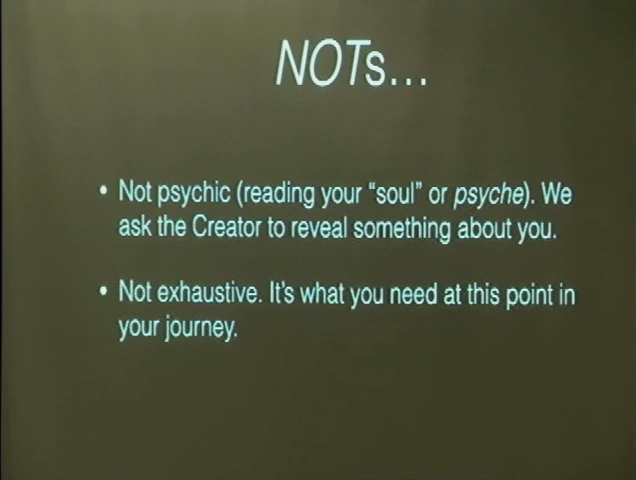 NOTs...
• Not psychic (reading your “soul” or psyche). We
ask the Creator to reveal something about you.
• Not exhaustive. It’s what you need at this point in
your journey.